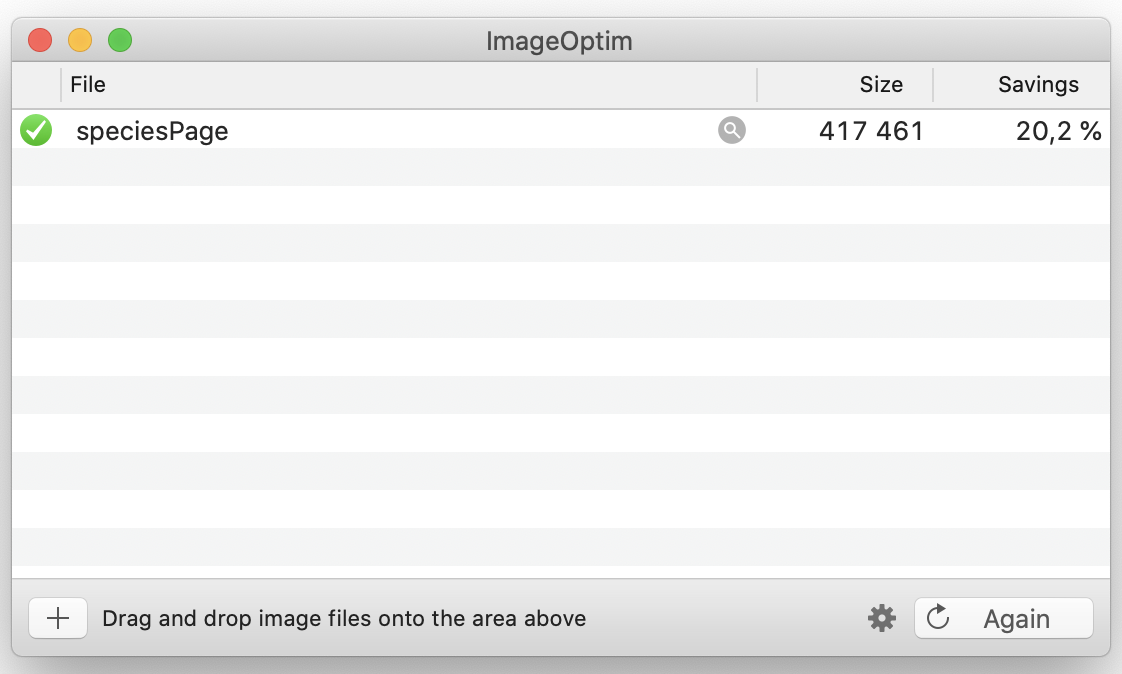 ImageOptim
File Size Savings
speciesPage 417 461 20,2 %
Drag and drop image files onto the area above Again